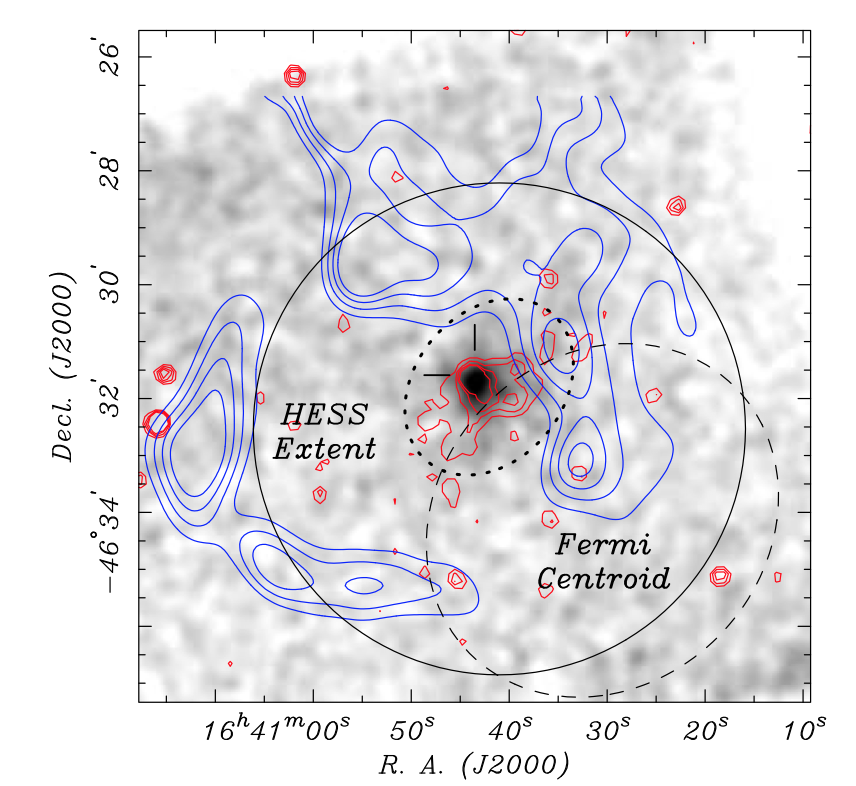 26′
28′
30′
32′
−46°34′
Decl. (J2000)
HESS
Extent
Fermi
Centroid
16ʰ41ᵐ00ˢ 50ˢ 40ˢ 30ˢ 20ˢ 10ˢ
R. A. (J2000)